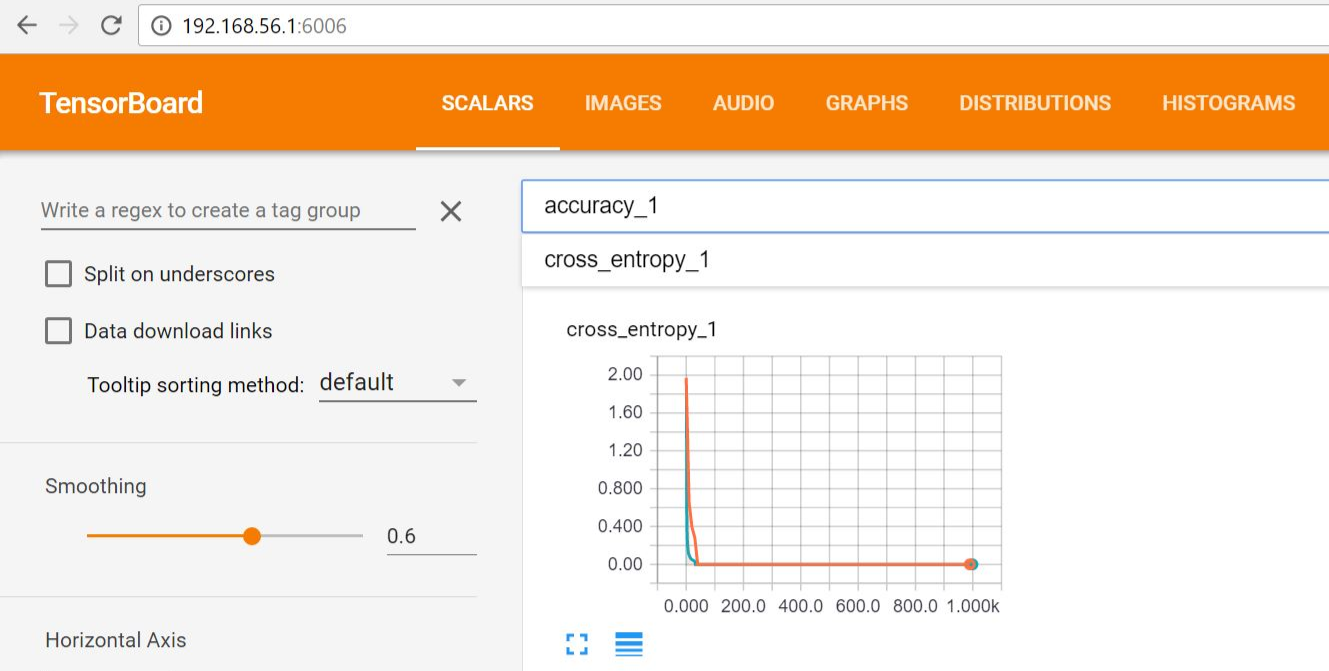 192.168.56.1:6006
TensorBoard SCALARS IMAGES AUDIO GRAPHS DISTRIBUTIONS HISTOGRAMS
Write a regex to create a tag group
Split on underscores
Data download links
Tooltip sorting method: default
Smoothing
0.6
Horizontal Axis
accuracy_1
cross_entropy_1
cross_entropy_1
2.00
1.60
1.20
0.800
0.400
0.00
0.000 200.0 400.0 600.0 800.0 1.000k